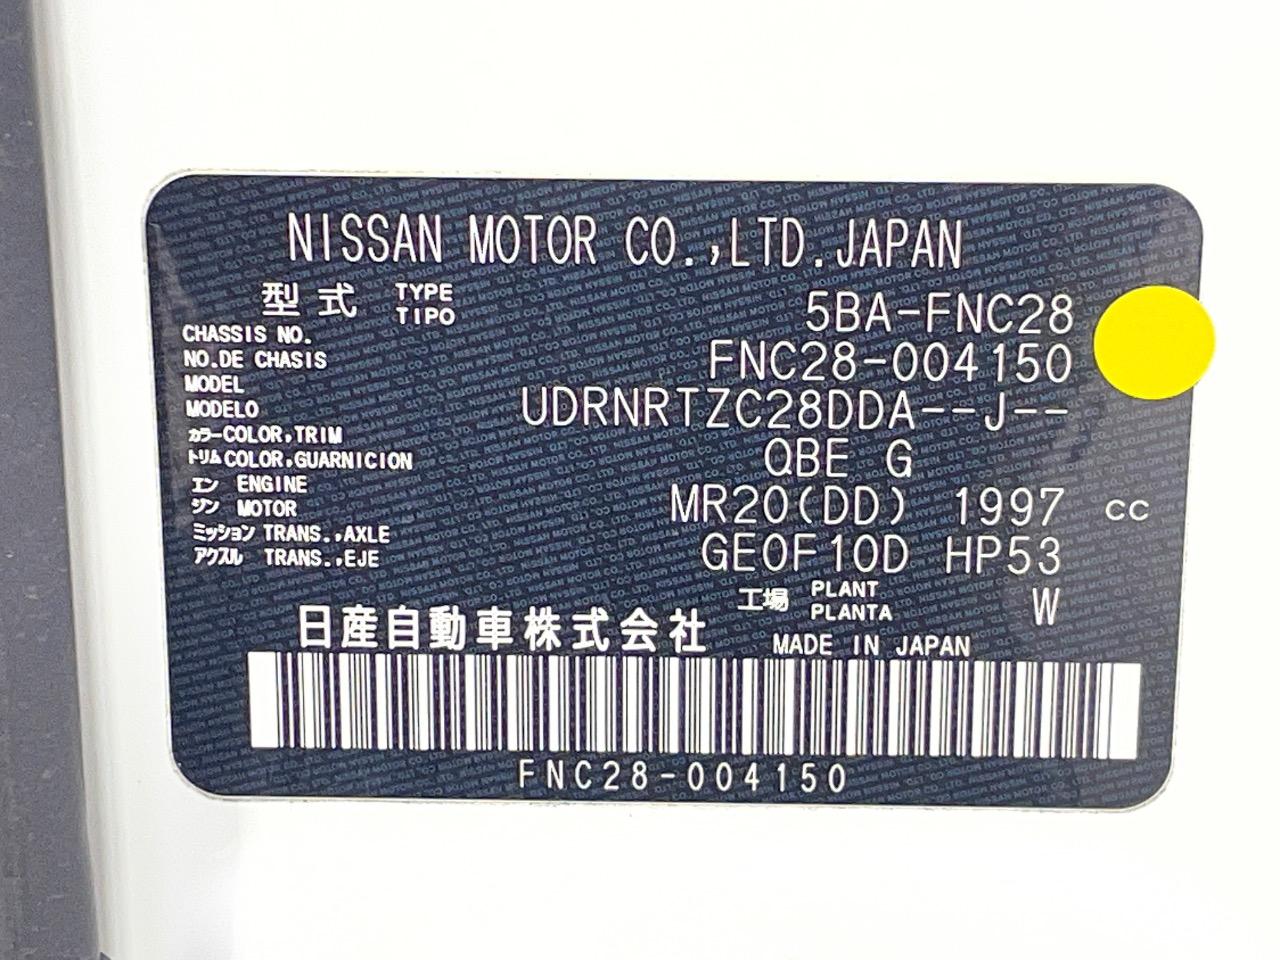 NISSAN MOTOR CO.,LTD.JAPAN
型式 TYPE TIPO 5BA-FNC28
CHASSIS NO.
NO.DE CHASIS FNC28-004150
MODEL
MODELO UDRNRTZC28DDA--J--
カラー COLOR,TRIM
トリム COLOR,GUARNICION QBE G
エン ENGINE
ジン MOTOR MR20(DD) 1997 CC
ミッション TRANS.,AXLE
アクスル TRANS.,EJE GE0F10D HP53
工場 PLANT PLANTA W
日産自動車株式会社 MADE IN JAPAN
FNC28-004150